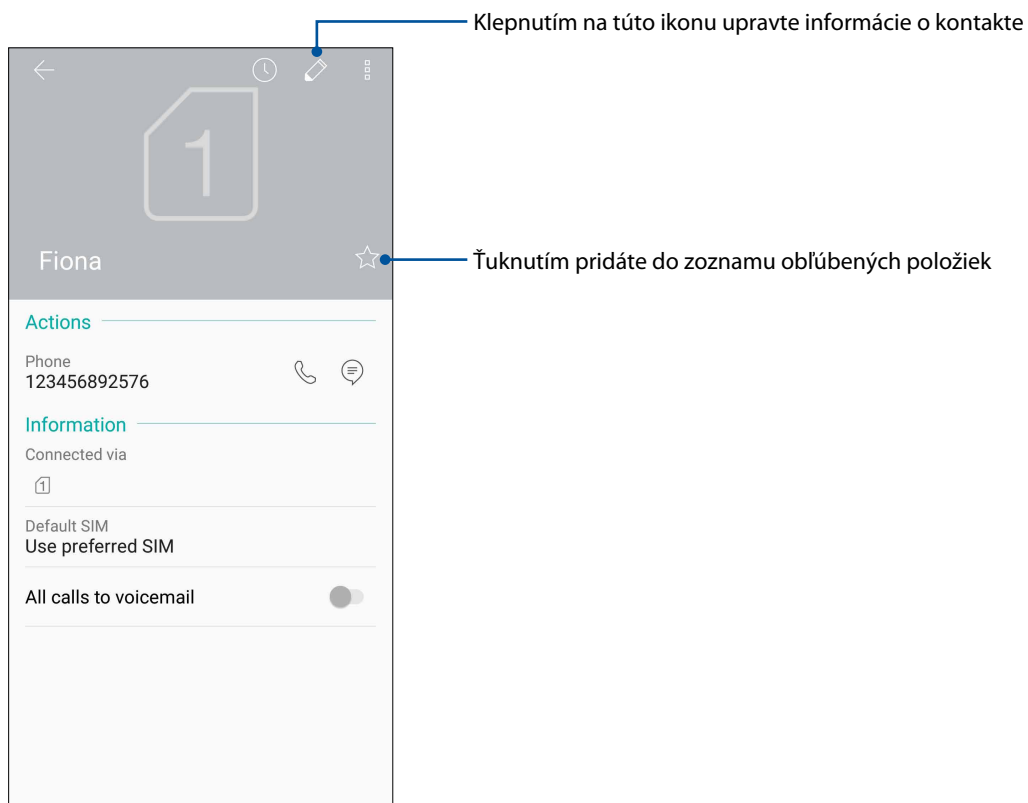 Klepnutím na túto ikonu upravte informácie o kontakte
1
Fiona
Ťuknutím pridáte do zoznamu obľúbených položiek
Actions
Phone
123456892576
Information
Connected via
1
Default SIM
Use preferred SIM
All calls to voicemail